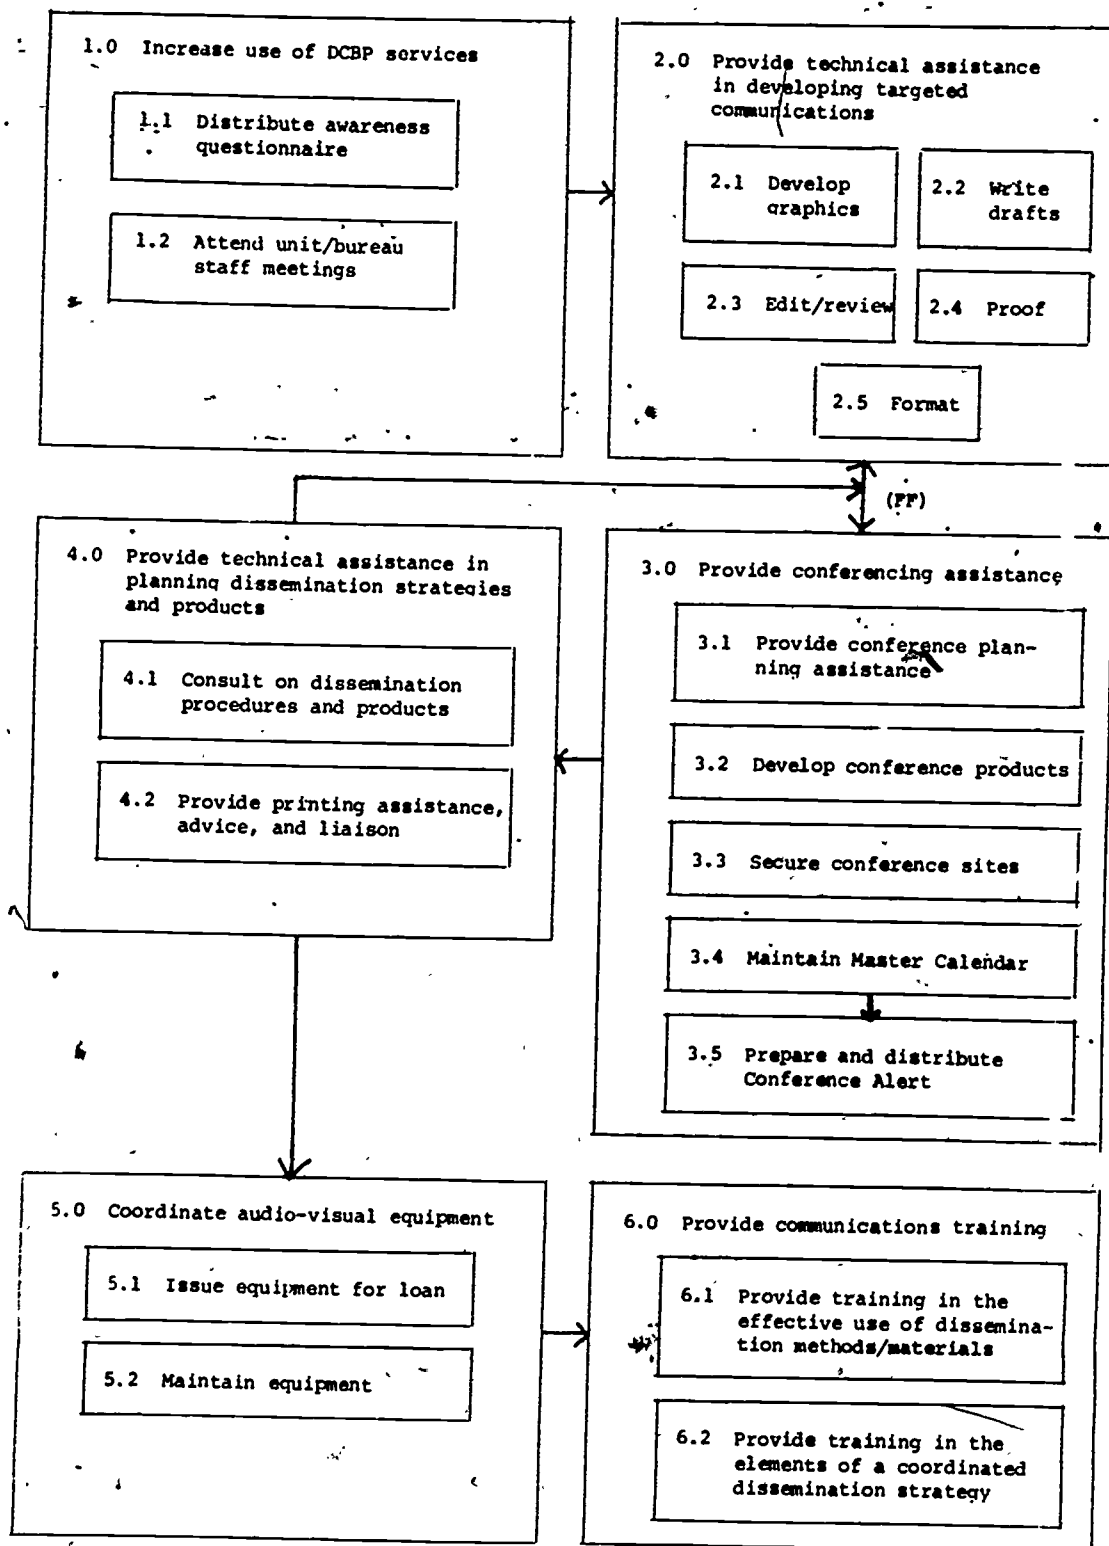 1.0 Increase use of DCBP services
1.1 Distribute awareness
questionnaire
1.2 Attend unit/bureau
staff meetings
2.0 Provide technical assistance
in developing targeted
communications
2.1 Develop
graphics
2.2 Write
drafts
2.3 Edit/review
2.4 Proof
2.5 Format
(FF)
4.0 Provide technical assistance in
planning dissemination strategies
and products
4.1 Consult on dissemination
procedures and products
4.2 Provide printing assistance,
advice, and liaison
3.0 Provide conferencing assistance
3.1 Provide conference plan-
ning assistance
3.2 Develop conference products
3.3 Secure conference sites
3.4 Maintain Master Calendar
3.5 Prepare and distribute
Conference Alert
5.0 Coordinate audio-visual equipment
5.1 Issue equipment for loan
5.2 Maintain equipment
6.0 Provide communications training
6.1 Provide training in the
effective use of dissemina-
tion methods/materials
6.2 Provide training in the
elements of a coordinated
dissemination strategy